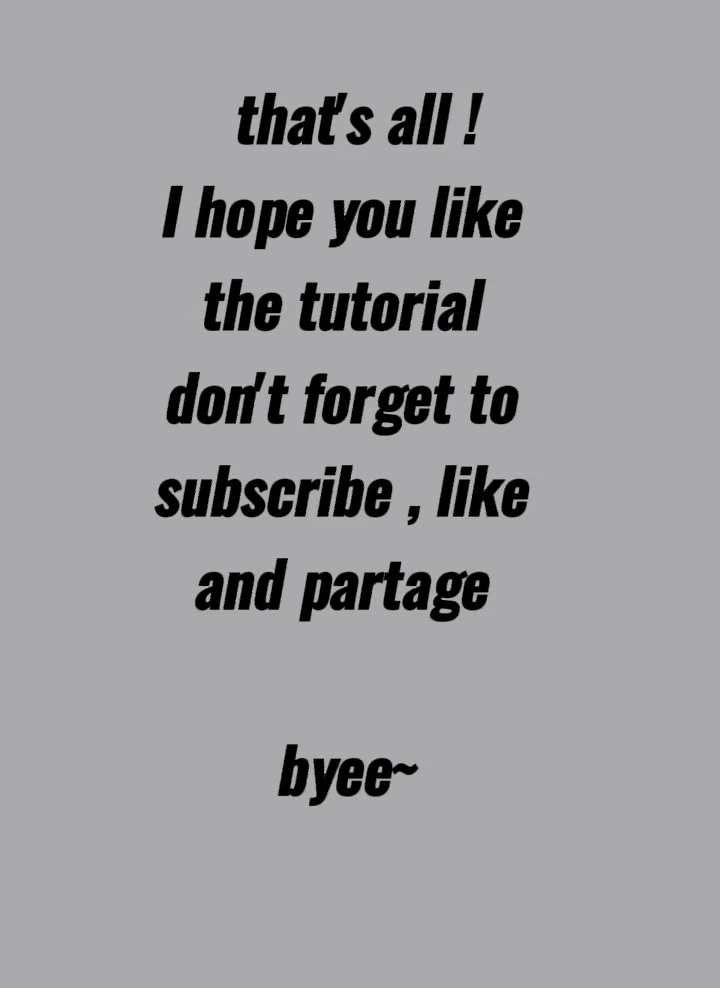 that's all !
I hope you like
the tutorial
don't forget to
subscribe , like
and partage
byee~